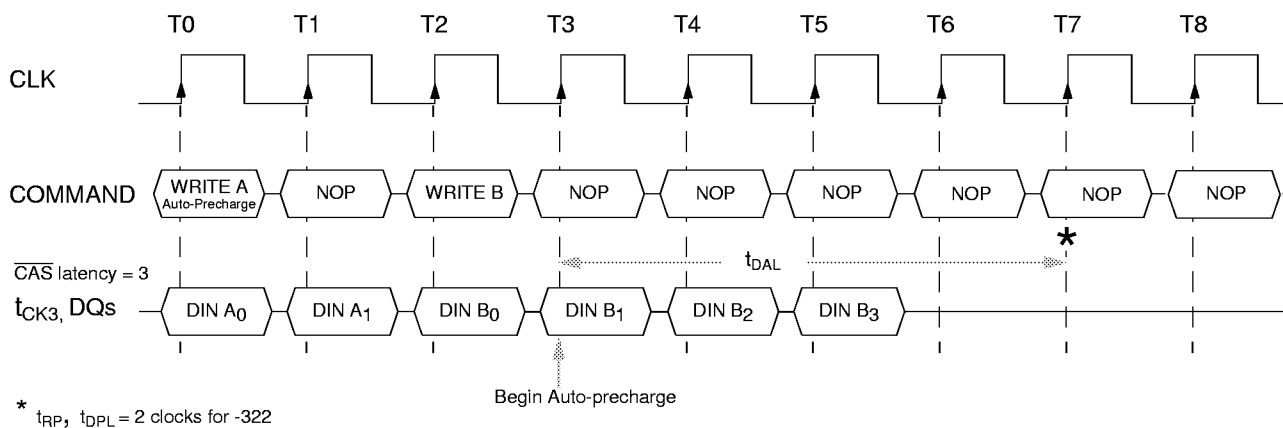 T0 T1 T2 T3 T4 T5 T6 T7 T8
CLK
COMMAND WRITE A NOP WRITE B NOP NOP NOP NOP NOP NOP
Auto-Precharge
*
CAS latency = 3 tDAL
tCK3, DQs DIN A0 DIN A1 DIN B0 DIN B1 DIN B2 DIN B3
Begin Auto-precharge
* tRP, tDPL = 2 clocks for -322